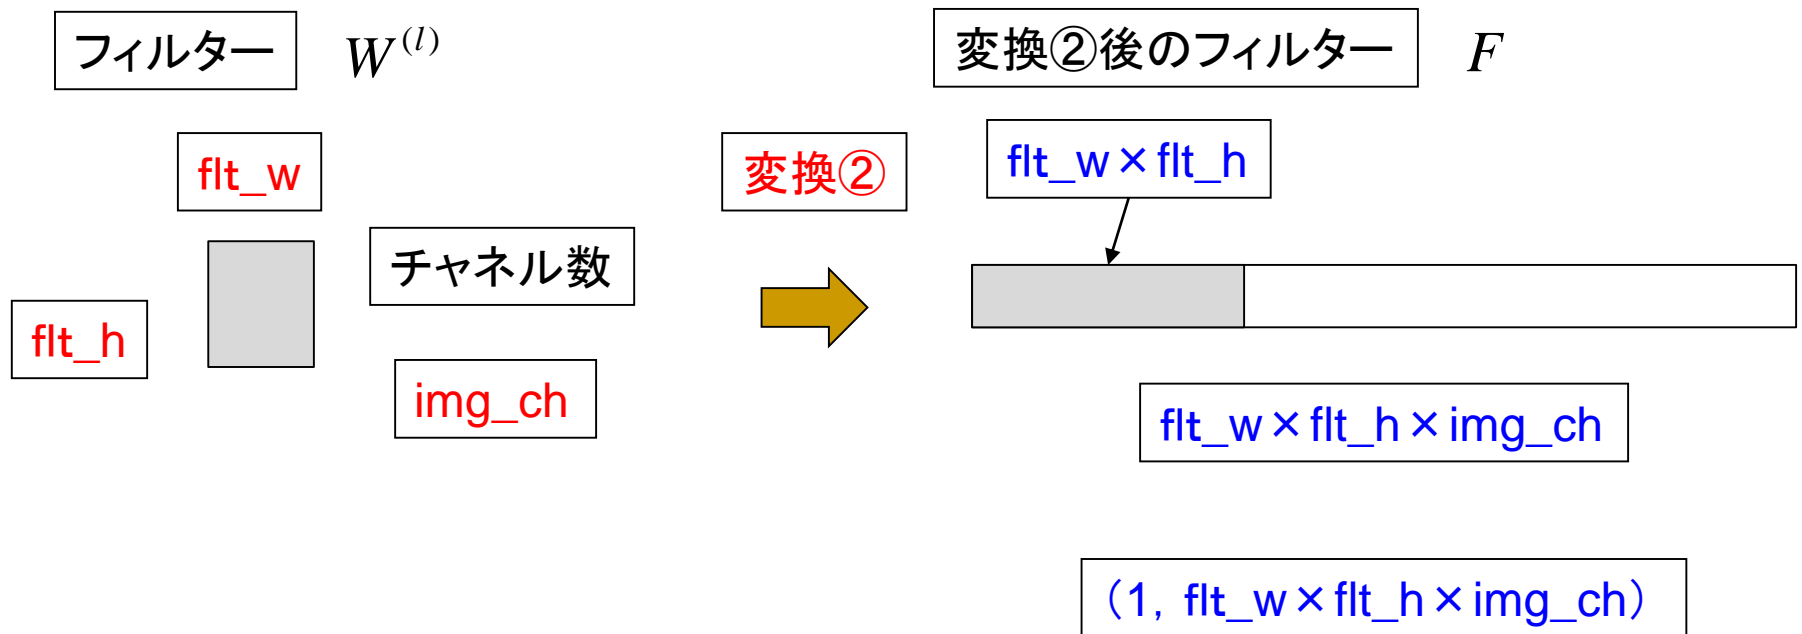 フィルター W^(l)
変換②後のフィルター F
flt_w
変換②
flt_w×flt_h
チャネル数
flt_h
img_ch
flt_w×flt_h×img_ch
(1, flt_w×flt_h×img_ch)